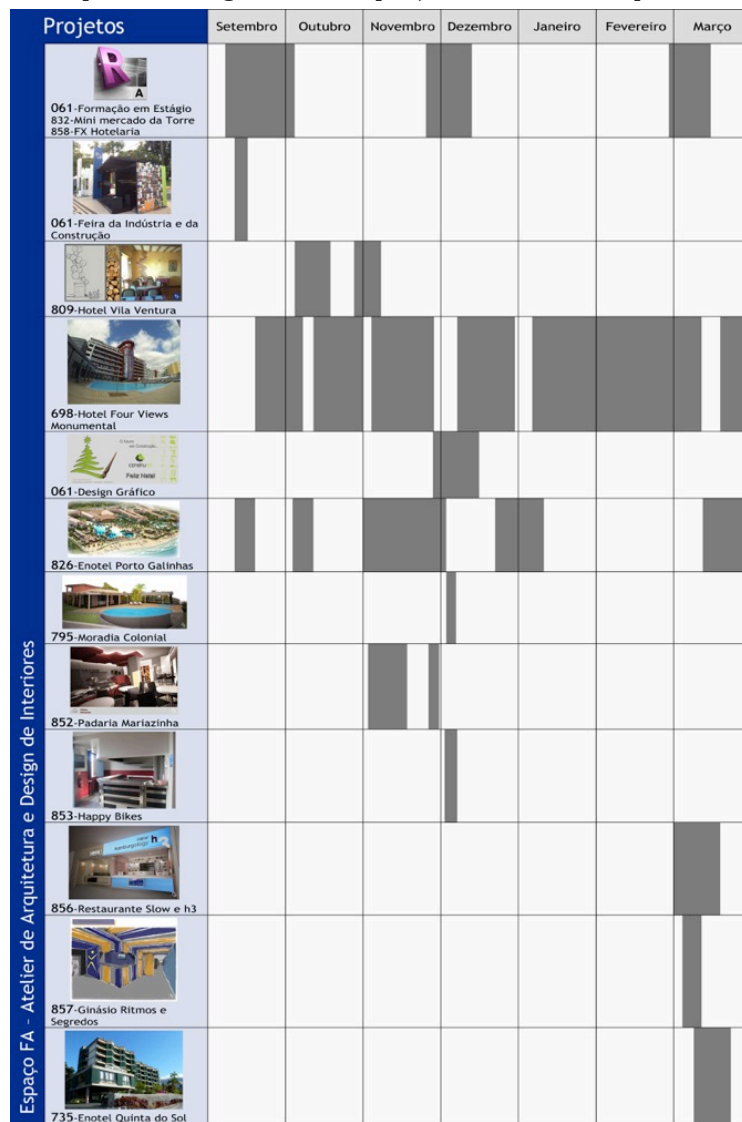 Projetos
Setembro
Outubro
Novembro
Dezembro
Janeiro
Fevereiro
Março
R
A
061-Formação em Estágio
832-Mini mercado da Torre
858-FX Hotelaria
061-Feira da Indústria e da
Construção
809-Hotel Vila Ventura
698-Hotel Four Views
Monumental
Feliz Natal
061-Design Gráfico
826-Enotel Porto Galinhas
795-Moradia Colonial
852-Padaria Mariazinha
853-Happy Bikes
h
856-Restaurante Slow e h3
857-Ginásio Ritmos e
Segredos
735-Enotel Quinta do Sol
Espaço FA - Atelier de Arquitetura e Design de Interiores